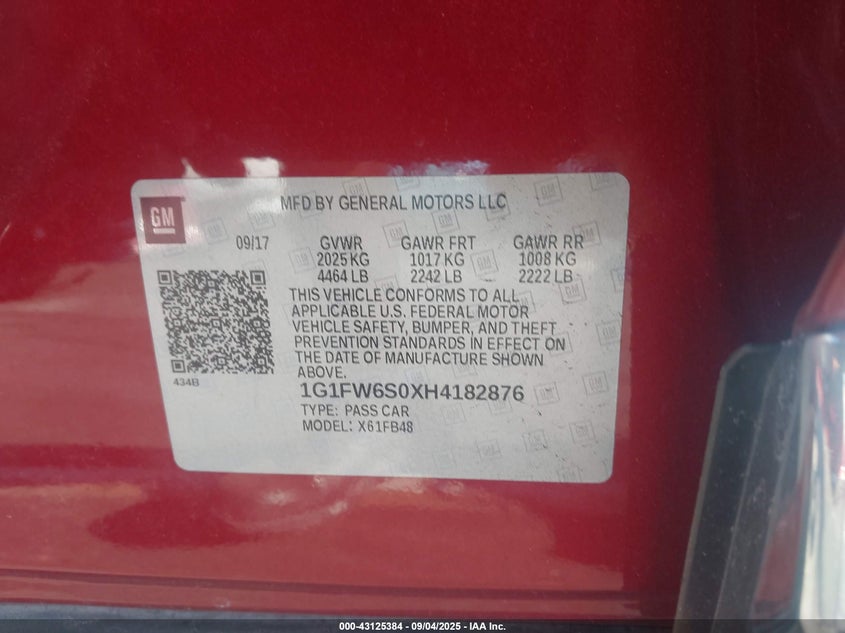 GM
MFD BY GENERAL MOTORS LLC
09/17 GVWR GAWR FRT GAWR RR
2025 KG 1017 KG 1008 KG
4464 LB 2242 LB 2222 LB
THIS VEHICLE CONFORMS TO ALL
APPLICABLE U.S. FEDERAL MOTOR
VEHICLE SAFETY, BUMPER, AND THEFT
PREVENTION STANDARDS IN EFFECT ON
THE DATE OF MANUFACTURE SHOWN
ABOVE.
434B
1G1FW6S0XH4182876
TYPE: PASS CAR
MODEL: X61FB48
000-43125384 - 09/04/2025 - IAA Inc.